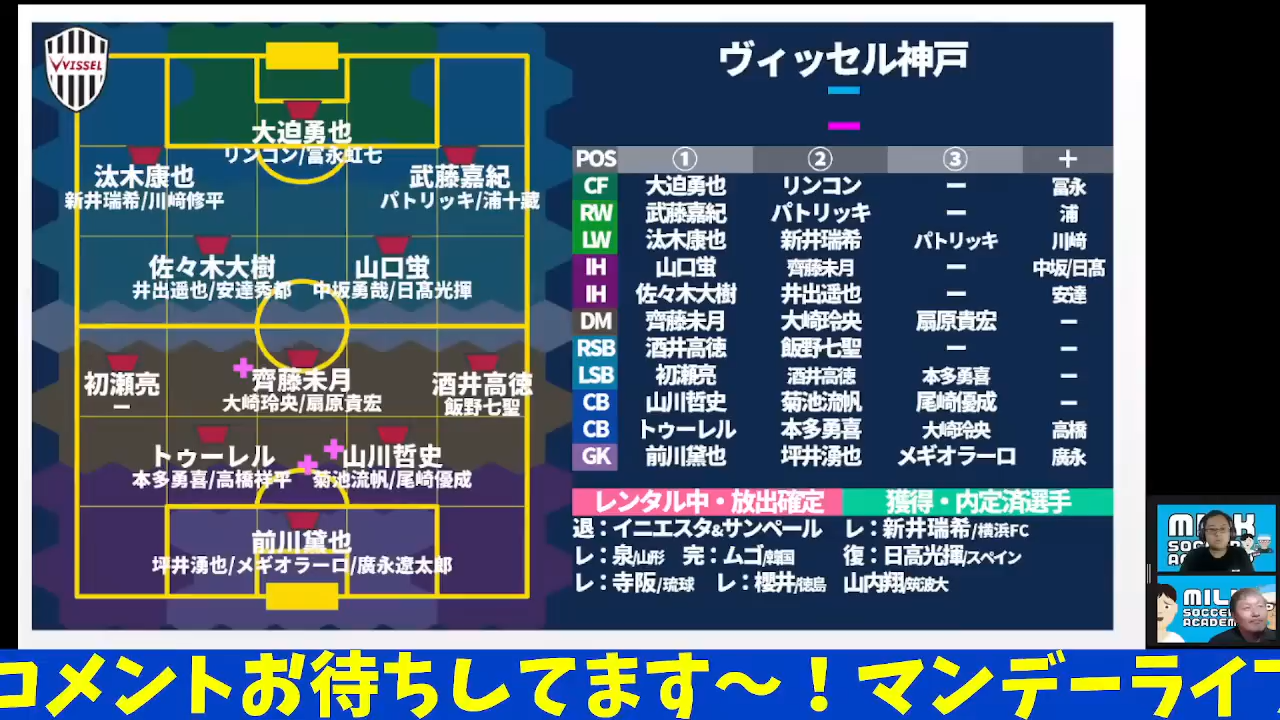 VISSEL
大迫勇也
リンコン/冨永虹七
汰木康也
新井瑞希/川﨑修平
武藤嘉紀
パトリッキ/浦十藏
佐々木大樹
井出遥也/安達秀都
山口蛍
中坂勇哉/日髙光揮
初瀬亮
ー
齊藤未月
大崎玲央/扇原貴宏
酒井高徳
飯野七聖
トゥーレル
本多勇喜/高橋祥平
山川哲史
菊池流帆/尾崎優成
前川黛也
坪井湧也/メギオラーロ/廣永遼太郎
ヴィッセル神戸
POS ① ② ③ ＋
CF 大迫勇也 リンコン ー 冨永
RW 武藤嘉紀 パトリッキ ー 浦
LW 汰木康也 新井瑞希 パトリッキ 川﨑
IH 山口蛍 齊藤未月 ー 中坂/日髙
IH 佐々木大樹 井出遥也 ー 安達
DM 齊藤未月 大崎玲央 扇原貴宏 ー
RSB 酒井高徳 飯野七聖 ー ー
LSB 初瀬亮 酒井高徳 本多勇喜 ー
CB 山川哲史 菊池流帆 尾崎優成 ー
CB トゥーレル 本多勇喜 大崎玲央 高橋
GK 前川黛也 坪井湧也 メギオラーロ 廣永
レンタル中・放出確定 獲得・内定済選手
退：イニエスタ&サンペール レ：新井瑞希/横浜FC
レ：泉/山形 完：ムゴ/韓国 復：日高光揮/スペイン
レ：寺阪/琉球 レ：櫻井/徳島 山内翔/筑波大
MILK
SOCCER
ACADEMY
コメントお待ちしてます～！マンデーライブ